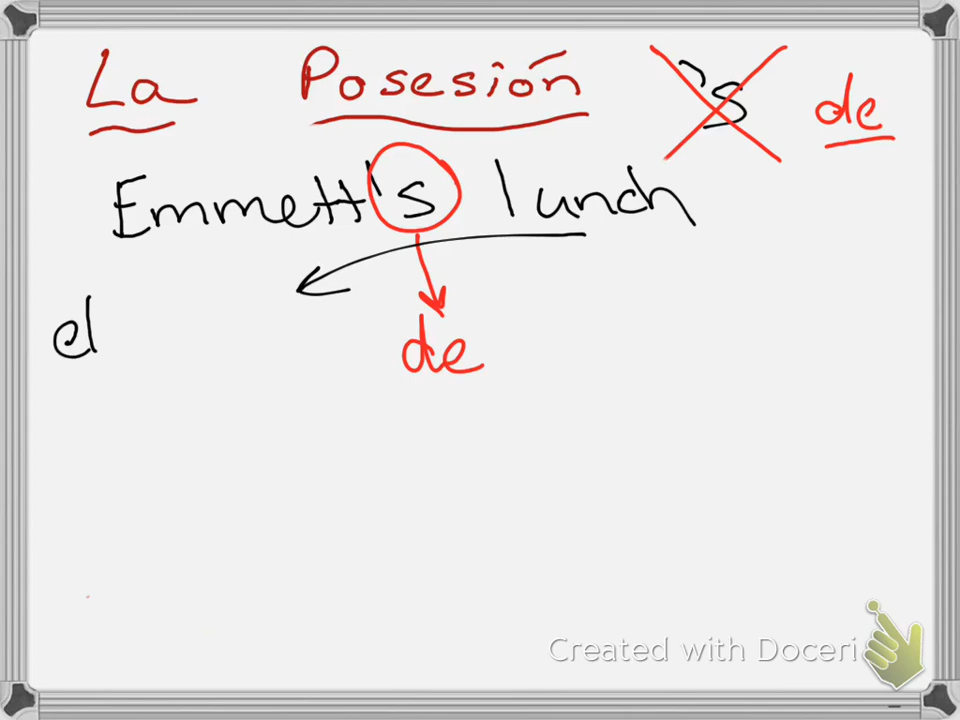 La Posesión 's de
Emmett's lunch
el de
Created with Doceri